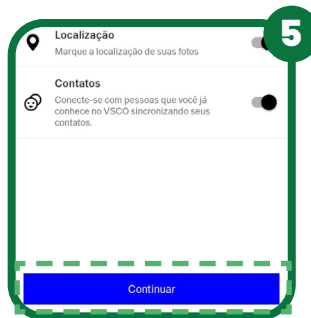 5
Localização
Marque a localização de suas fotos
Contatos
Conecte-se com pessoas que você já
conhece no VSCO sincronizando seus
contatos.
Continuar